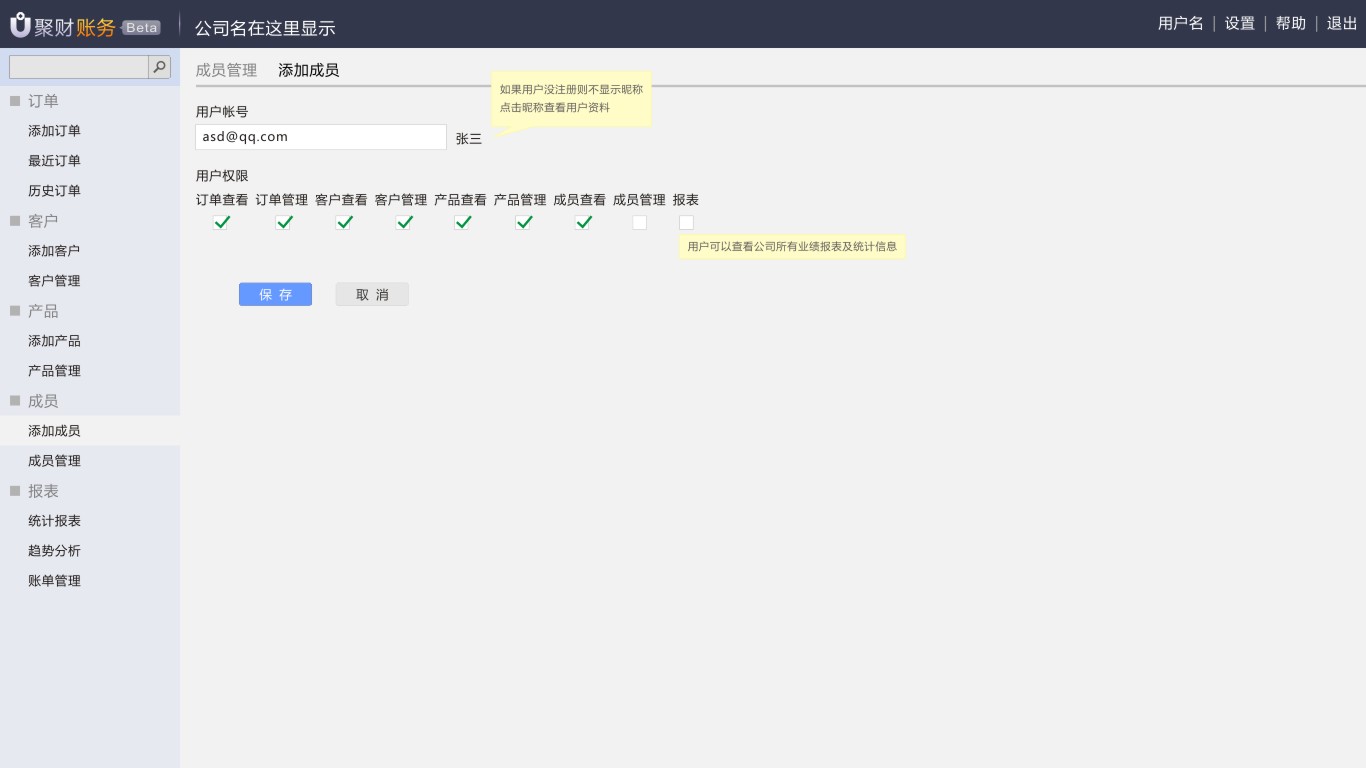 聚财账务 Beta
公司名在这里显示
用户名 | 设置 | 帮助 | 退出
订单
添加订单
最近订单
历史订单
客户
添加客户
客户管理
产品
添加产品
产品管理
成员
添加成员
成员管理
报表
统计报表
趋势分析
账单管理
成员管理 添加成员
如果用户没注册则不显示昵称
点击昵称查看用户资料
用户帐号
asd@qq.com 张三
用户权限
订单查看 订单管理 客户查看 客户管理 产品查看 产品管理 成员查看 成员管理 报表
用户可以查看公司所有业绩报表及统计信息
保 存 取 消